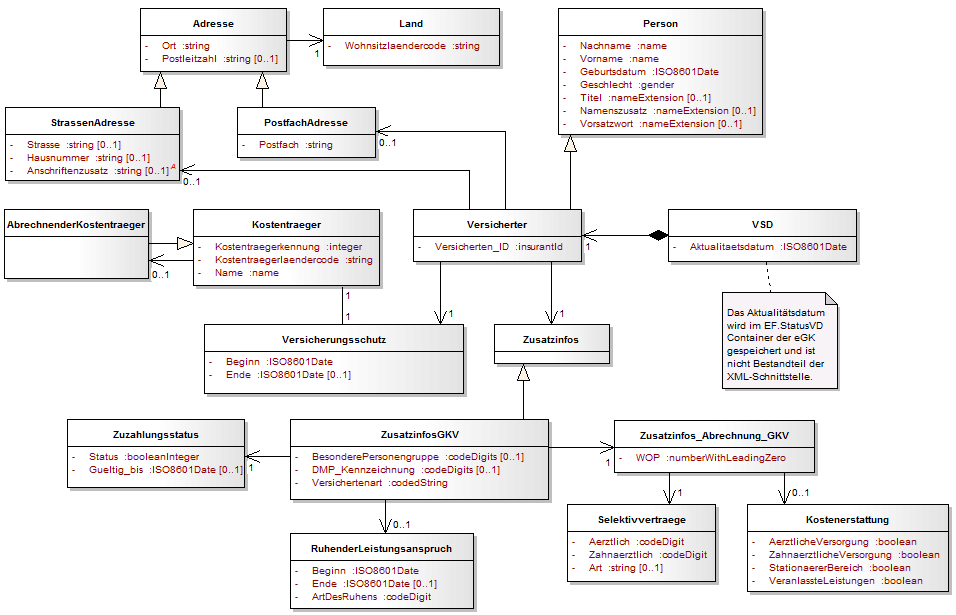 Adresse
- Ort :string
- Postleitzahl :string [0..1]
1
Land
- Wohnsitzlaendercode :string
Person
- Nachname :name
- Vorname :name
- Geburtsdatum :ISO8601Date
- Geschlecht :gender
- Titel :nameExtension [0..1]
- Namenszusatz :nameExtension [0..1]
- Vorsatzwort :nameExtension [0..1]
StrassenAdresse
- Strasse :string [0..1]
- Hausnummer :string [0..1]
- Anschriftenzusatz :string [0..1] A
0..1
PostfachAdresse
- Postfach :string
0..1
AbrechnenderKostentraeger
0..1
Kostentraeger
- Kostentraegerkennung :integer
- Kostentraegerlaendercode :string
- Name :name
1
1
Versicherter
- Versicherten_ID :insurantId
1
VSD
- Aktualitaetsdatum :ISO8601Date
Das Aktualitätsdatum
wird im EF.StatusVD
Container der eGK
gespeichert und ist
nicht Bestandteil der
XML-Schnittstelle.
1
1
Versicherungsschutz
- Beginn :ISO8601Date
- Ende :ISO8601Date [0..1]
Zusatzinfos
Zuzahlungsstatus
- Status :booleanInteger
- Gueltig_bis :ISO8601Date [0..1]
1
ZusatzinfosGKV
- BesonderePersonengruppe :codeDigits [0..1]
- DMP_Kennzeichnung :codeDigits [0..1]
- Versichertenart :codedString
1
Zusatzinfos_Abrechnung_GKV
- WOP :numberWithLeadingZero
0..1
1
0..1
RuhenderLeistungsanspruch
- Beginn :ISO8601Date
- Ende :ISO8601Date [0..1]
- ArtDesRuhens :codeDigit
Selektivvertraege
- Aerztlich :codeDigit
- Zahnaerztlich :codeDigit
- Art :string [0..1]
Kostenerstattung
- AerztlicheVersorgung :boolean
- ZahnaerztlicheVersorgung :boolean
- StationaererBereich :boolean
- VeranlassteLeistungen :boolean